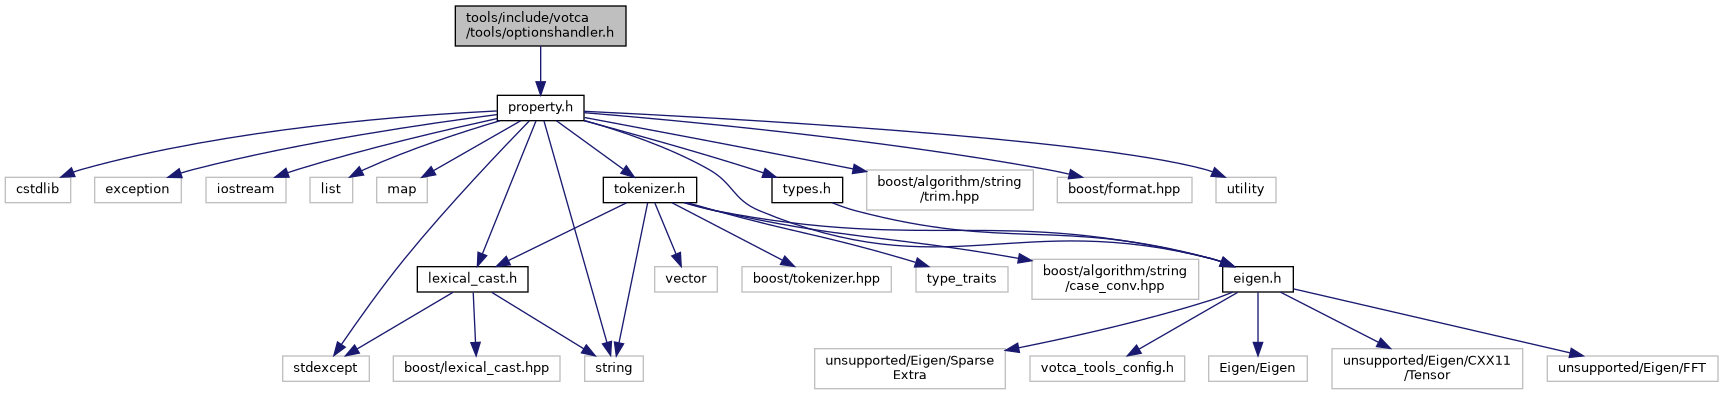 tools/include/votca
/tools/optionshandler.h
property.h
cstdlib
exception
iostream
list
map
tokenizer.h
types.h
boost/algorithm/string
/trim.hpp
boost/format.hpp
utility
lexical_cast.h
vector
boost/tokenizer.hpp
type_traits
boost/algorithm/string
/case_conv.hpp
eigen.h
stdexcept
boost/lexical_cast.hpp
string
unsupported/Eigen/Sparse
Extra
votca_tools_config.h
Eigen/Eigen
unsupported/Eigen/CXX11
/Tensor
unsupported/Eigen/FFT